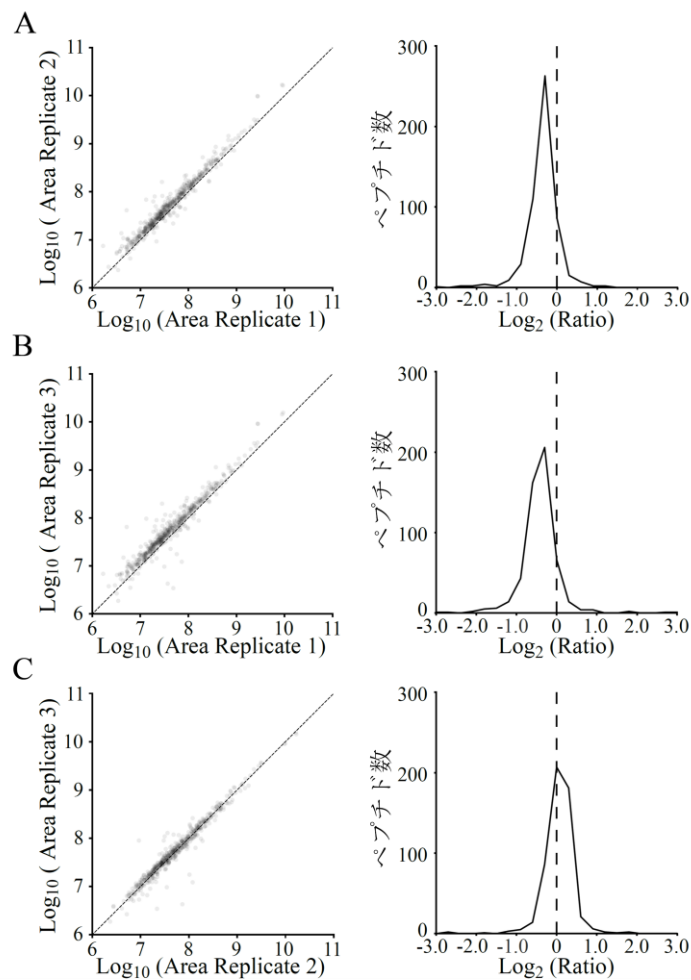 A
Log10 ( Area Replicate 2)
11
10
9
8
7
6
6 7 8 9 10 11
Log10 (Area Replicate 1)
ペプチド数
300
200
100
0
-3.0 -2.0 -1.0 0 1.0 2.0 3.0
Log2 (Ratio)
B
Log10 ( Area Replicate 3)
11
10
9
8
7
6
6 7 8 9 10 11
Log10 (Area Replicate 1)
ペプチド数
300
200
100
0
-3.0 -2.0 -1.0 0 1.0 2.0 3.0
Log2 (Ratio)
C
Log10 ( Area Replicate 3)
11
10
9
8
7
6
6 7 8 9 10 11
Log10 (Area Replicate 2)
ペプチド数
300
200
100
0
-3.0 -2.0 -1.0 0 1.0 2.0 3.0
Log2 (Ratio)